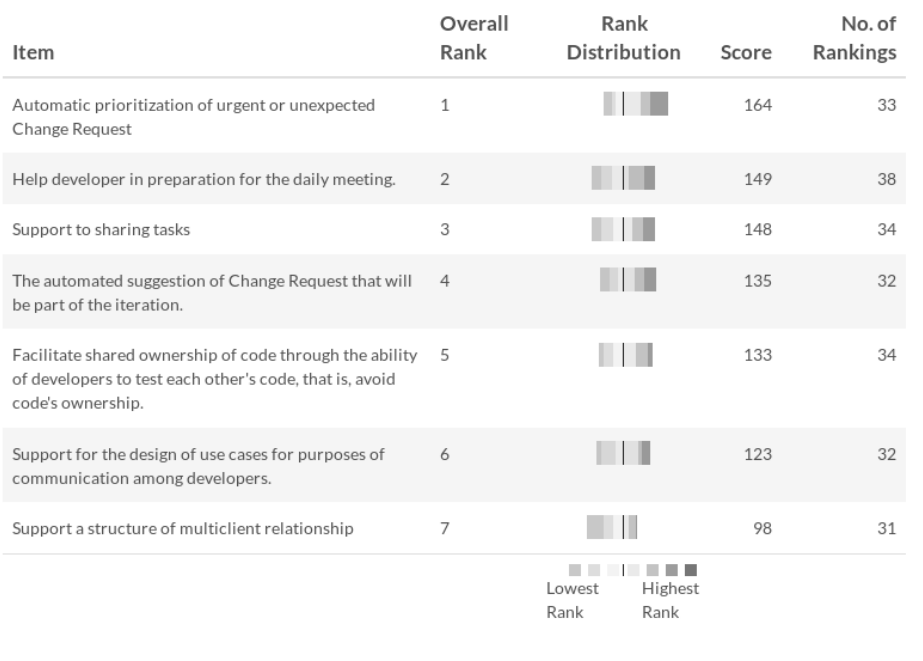 Overall Rank No. of
Item Rank Distribution Score Rankings
Automatic prioritization of urgent or unexpected 1 164 33
Change Request
Help developer in preparation for the daily meeting. 2 149 38
Support to sharing tasks 3 148 34
The automated suggestion of Change Request that will 4 135 32
be part of the iteration.
Facilitate shared ownership of code through the ability 5 133 34
of developers to test each other's code, that is, avoid
code's ownership.
Support for the design of use cases for purposes of 6 123 32
communication among developers.
Support a structure of multiclient relationship 7 98 31
Lowest Highest
Rank Rank